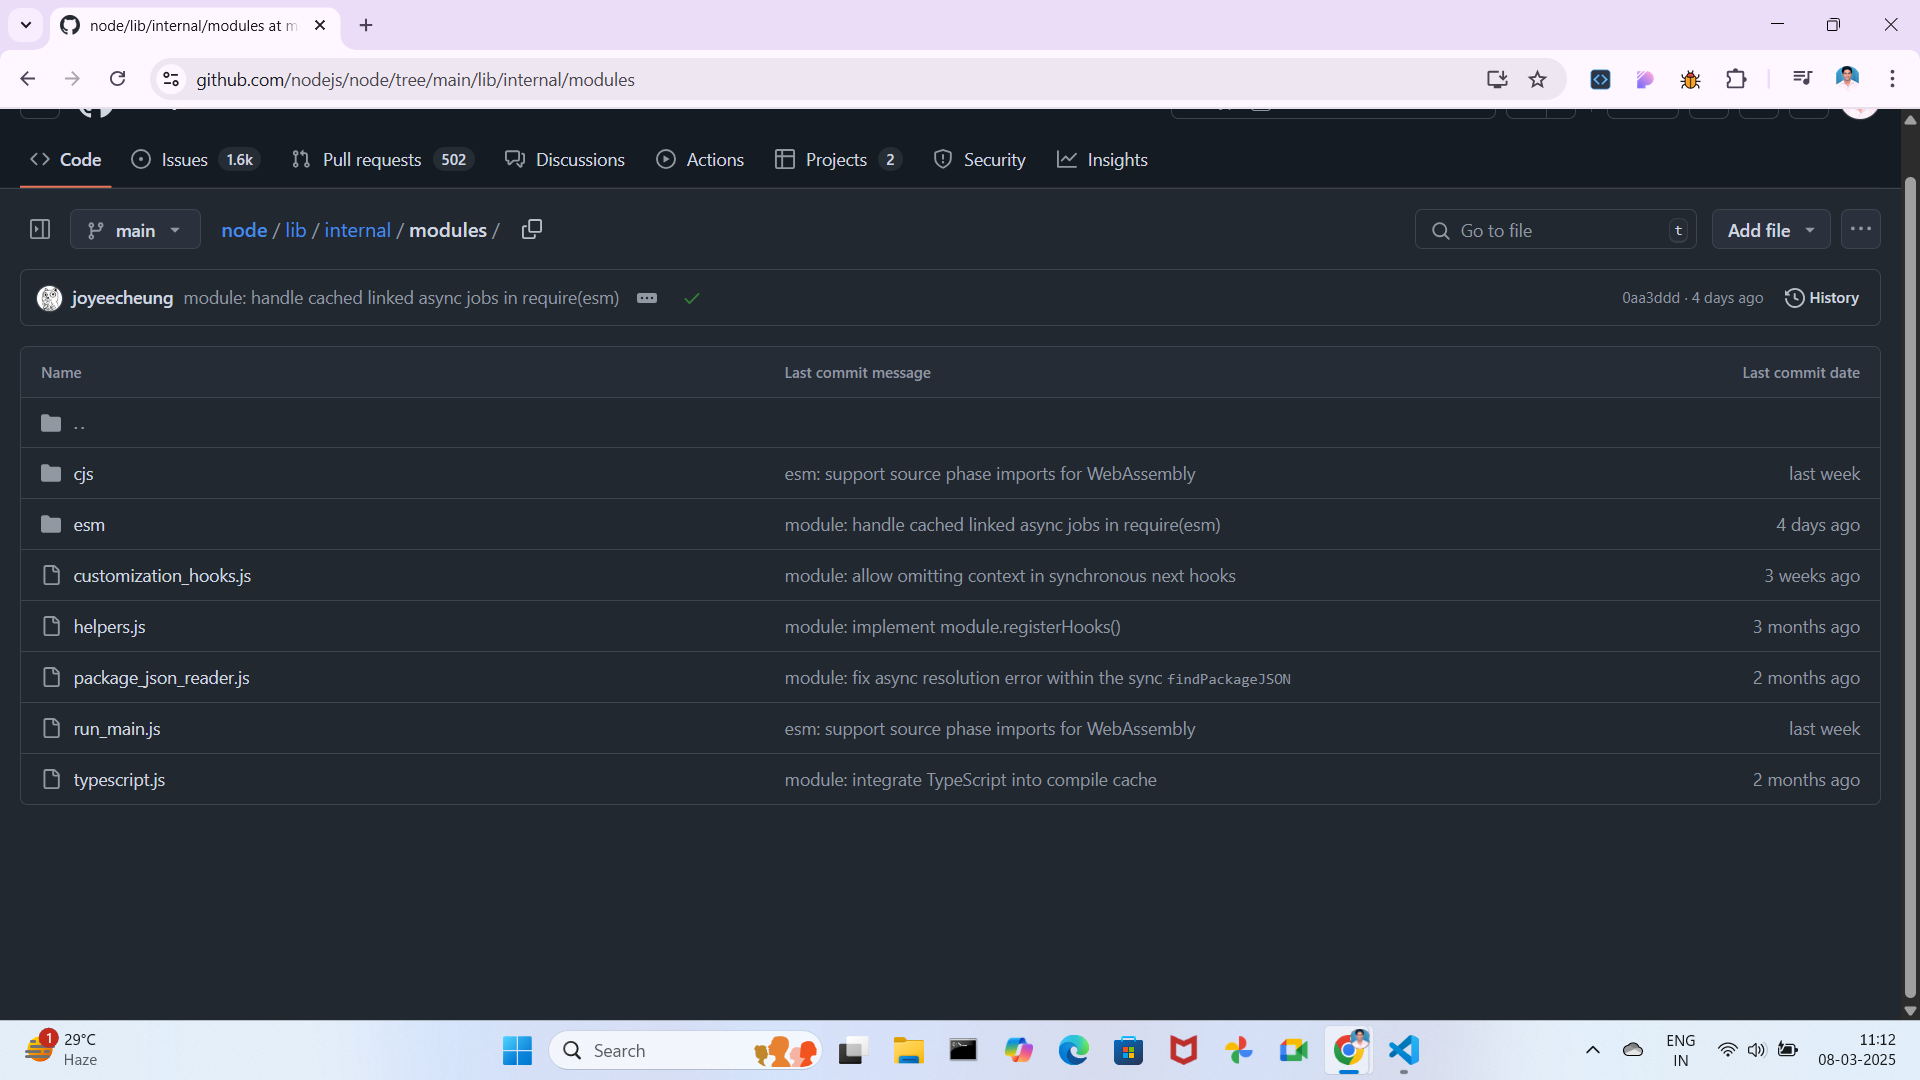 node/lib/internal/modules at m
github.com/nodejs/node/tree/main/lib/internal/modules
Code
Issues 1.6k
Pull requests 502
Discussions
Actions
Projects 2
Security
Insights
main
node / lib / internal / modules /
Go to file t
Add file
joyeecheung module: handle cached linked async jobs in require(esm)
0aa3ddd · 4 days ago
History
Name Last commit message Last commit date
..
cjs esm: support source phase imports for WebAssembly last week
esm module: handle cached linked async jobs in require(esm) 4 days ago
customization_hooks.js module: allow omitting context in synchronous next hooks 3 weeks ago
helpers.js module: implement module.registerHooks() 3 months ago
package_json_reader.js module: fix async resolution error within the sync findPackageJSON 2 months ago
run_main.js esm: support source phase imports for WebAssembly last week
typescript.js module: integrate TypeScript into compile cache 2 months ago
1
29°C
Haze
Search
ENG
IN
11:12
08-03-2025